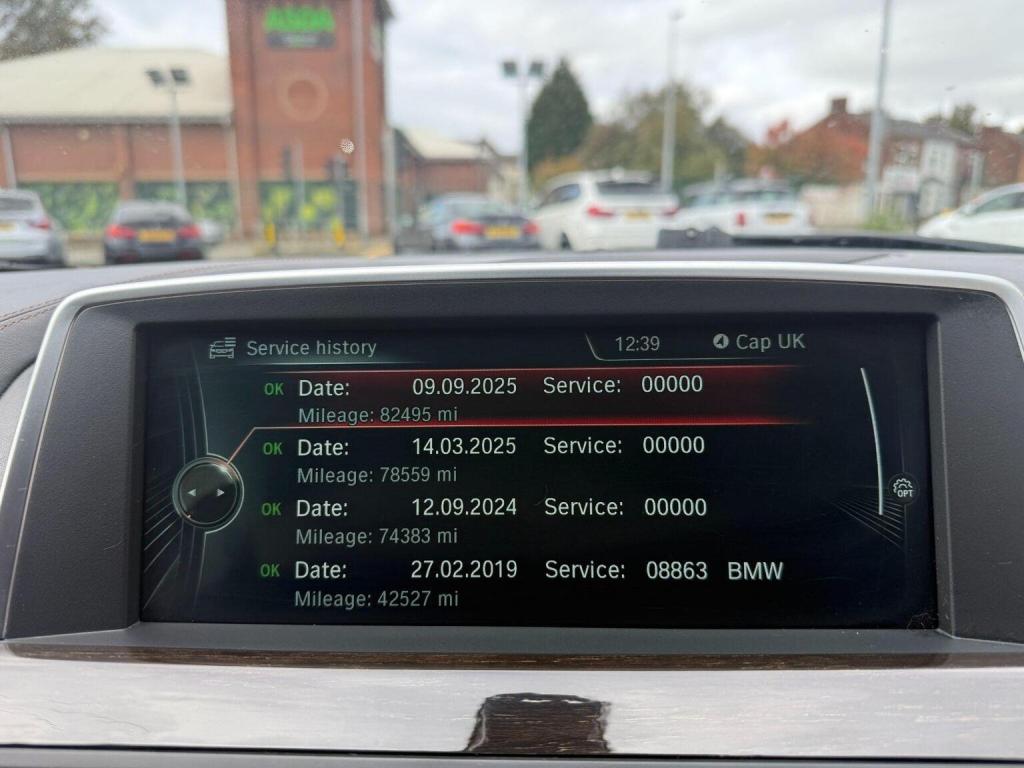 ASDA
Service history 12:39 Cap UK
OK Date: 09.09.2025 Service: 00000
Mileage: 82495 mi
OK Date: 14.03.2025 Service: 00000
Mileage: 78559 mi
OK Date: 12.09.2024 Service: 00000
Mileage: 74383 mi
OK Date: 27.02.2019 Service: 08863 BMW
Mileage: 42527 mi
OPT